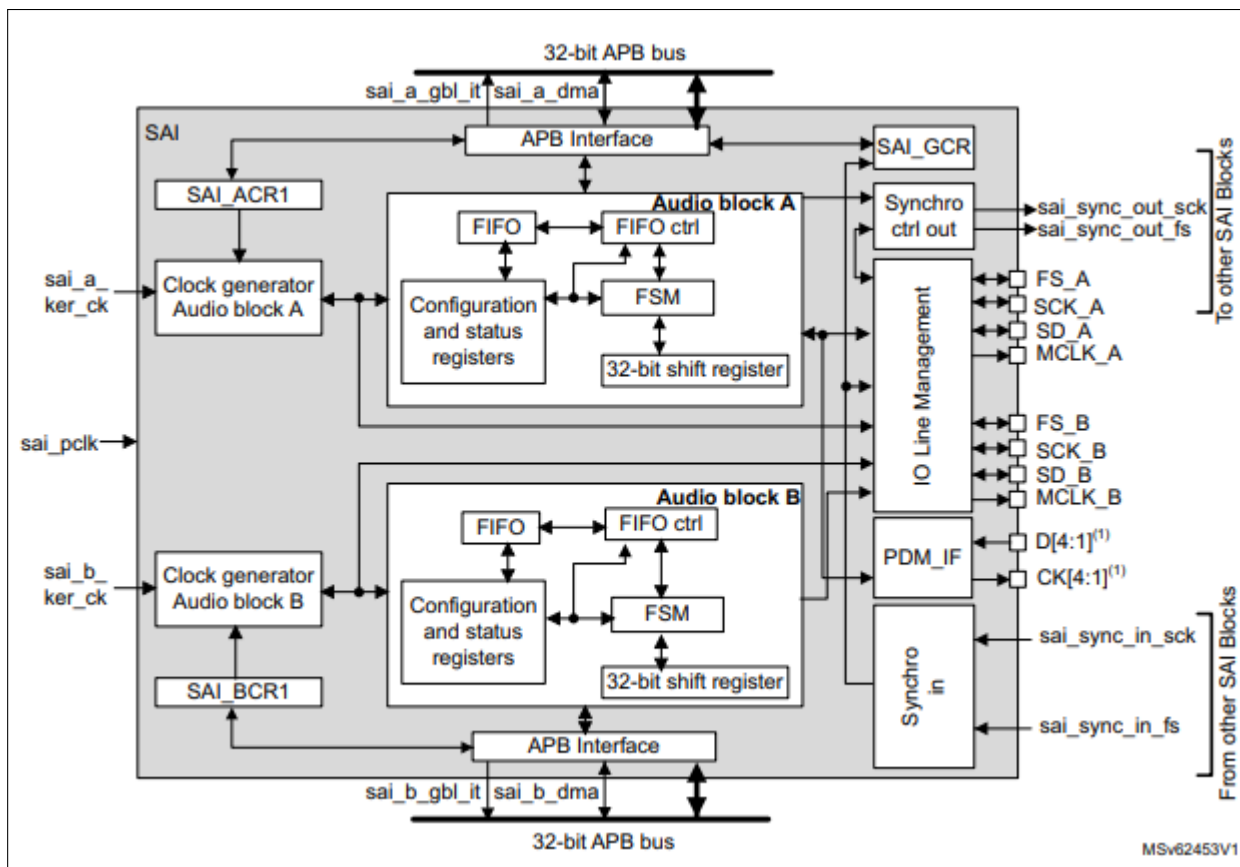 32-bit APB bus
sai_a_gbl_it sai_a_dma
SAI
APB Interface
SAI_GCR
SAI_ACR1
Audio block A
FIFO
FIFO ctrl
Synchro
ctrl out
sai_sync_out_sck
sai_sync_out_fs
To other SAI Blocks
sai_a_
ker_ck
Clock generator
Audio block A
Configuration
and status
registers
FSM
32-bit shift register
IO Line Management
FS_A
SCK_A
SD_A
MCLK_A
sai_pclk
FS_B
SCK_B
SD_B
MCLK_B
Audio block B
FIFO
FIFO ctrl
sai_b_
ker_ck
Clock generator
Audio block B
Configuration
and status
registers
FSM
32-bit shift register
PDM_IF
D[4:1](1)
CK[4:1](1)
SAI_BCR1
Synchro
in
sai_sync_in_sck
sai_sync_in_fs
From other SAI Blocks
APB Interface
sai_b_gbl_it sai_b_dma
32-bit APB bus
MSv62453V1